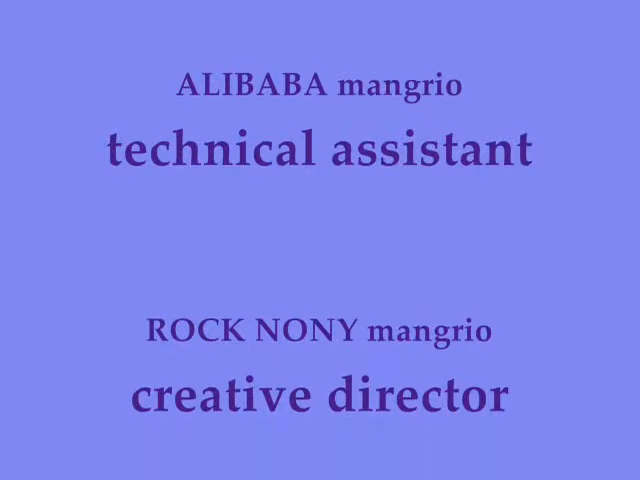 ALIBABA mangrio
technical assistant
ROCK NONY mangrio
creative director